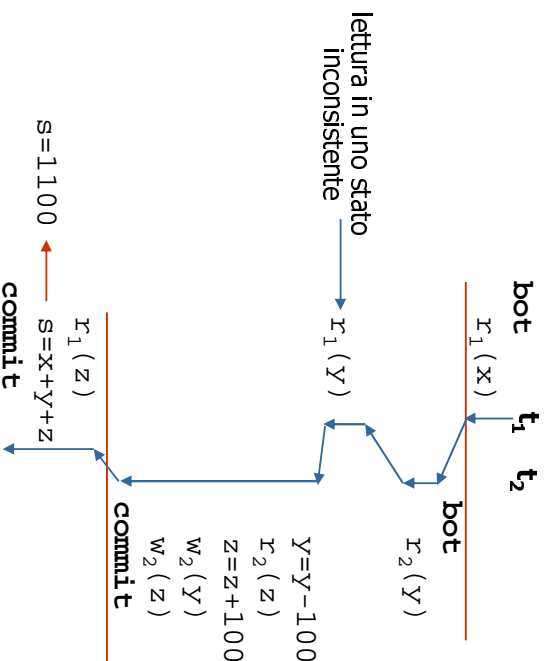 t₁ t₂
bot
r₁(x)
bot
r₂(y)
lettura in uno stato
inconsistente
r₁(y)
y=y-100
r₂(z)
z=z+100
w₂(y)
w₂(z)
commit
r₁(z)
s=1100
s=x+y+z
commit